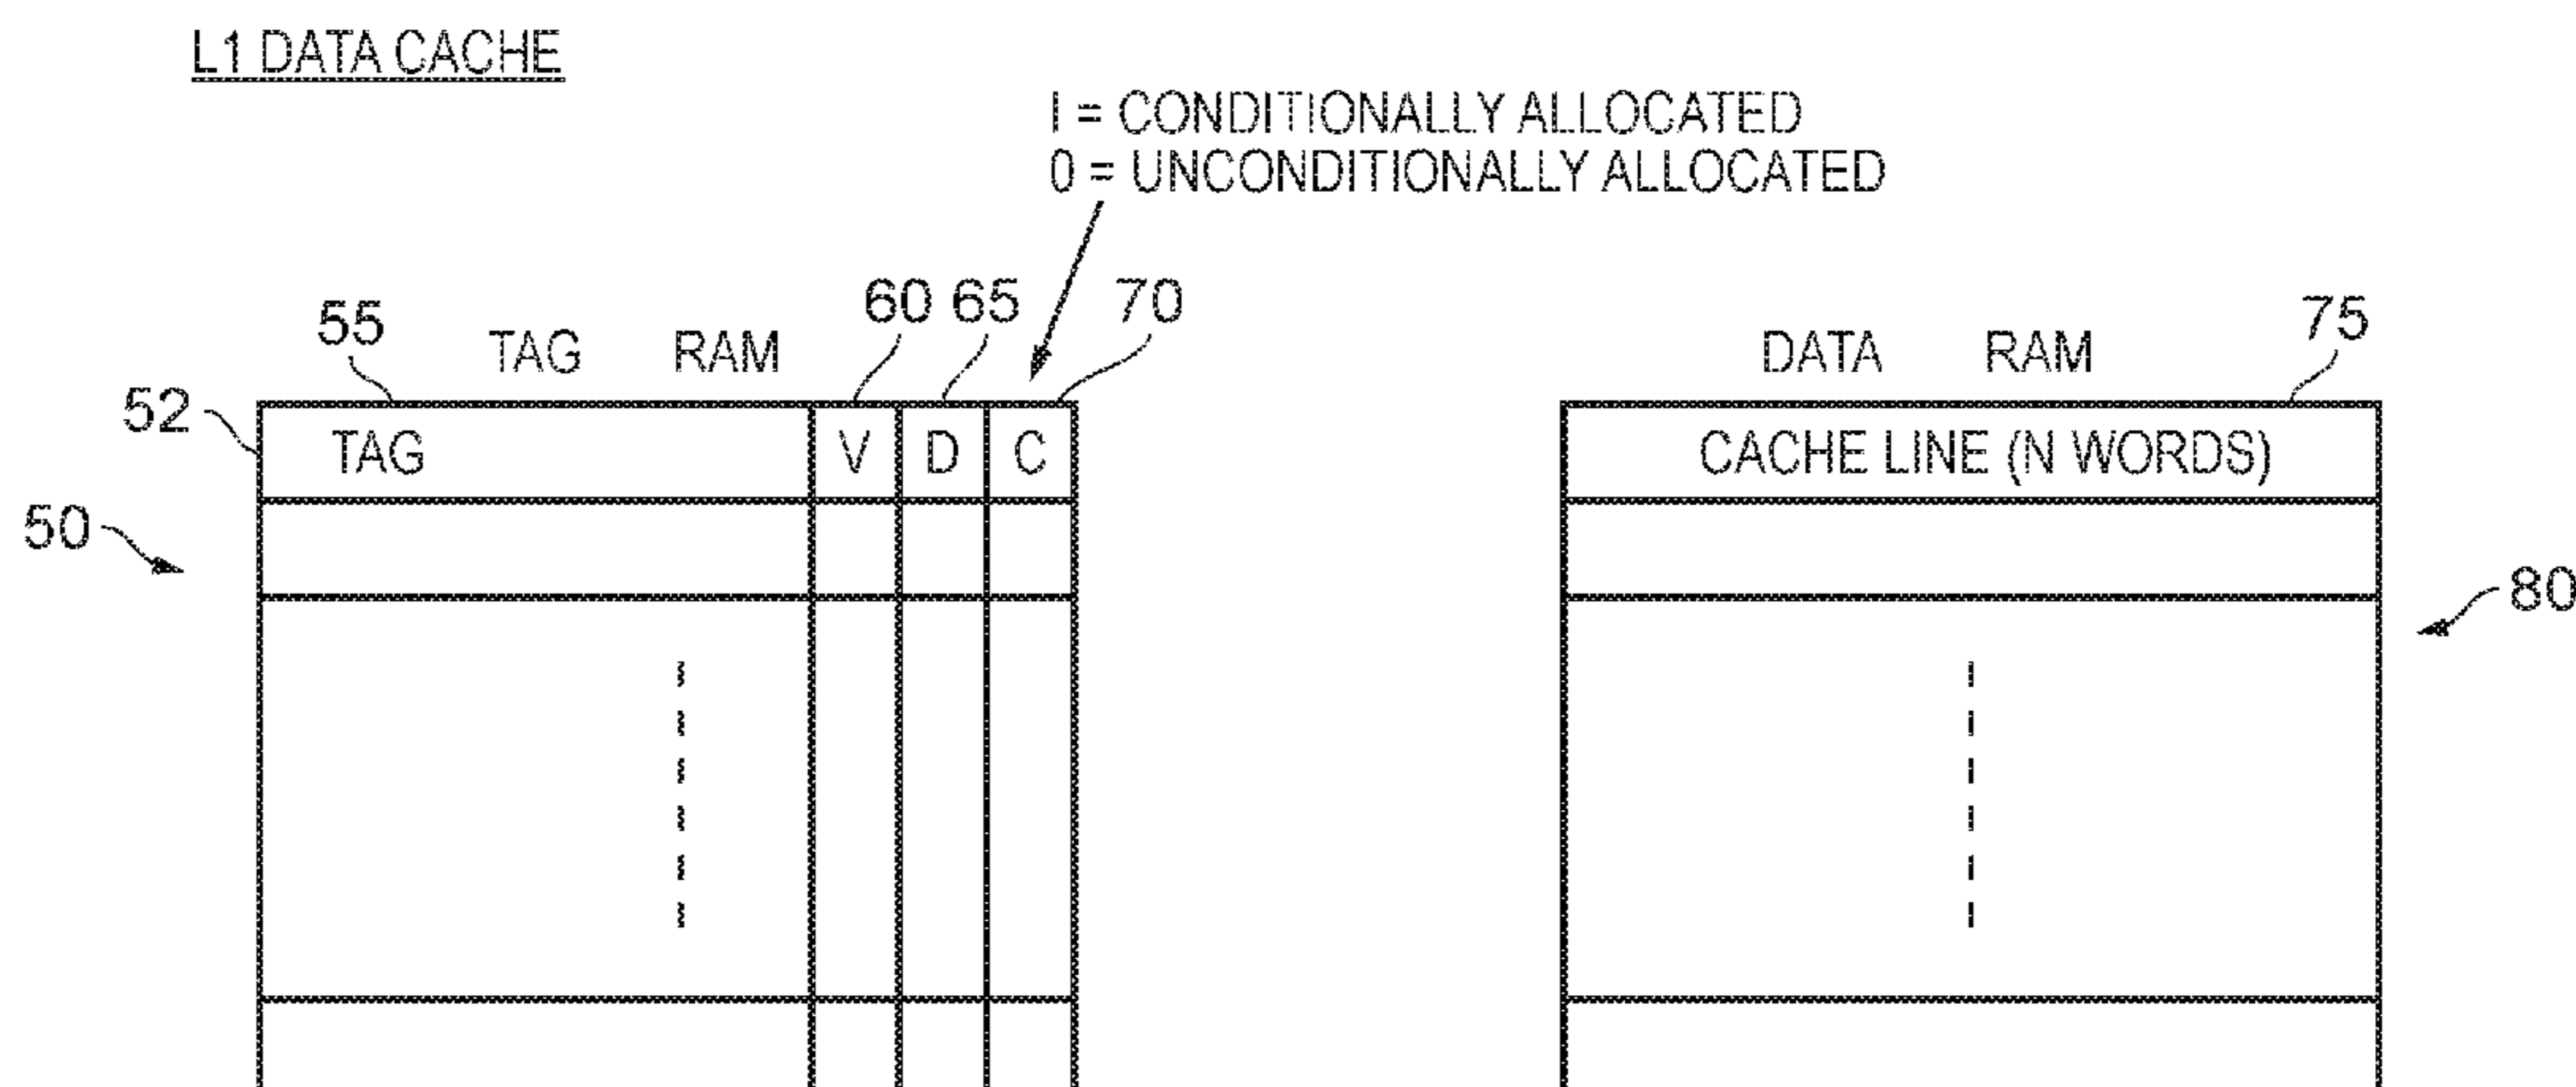 L1 DATA CACHE
I = CONDITIONALLY ALLOCATED
0 = UNCONDITIONALLY ALLOCATED
55 TAG RAM 60 65 70
DATA RAM 75
52 TAG V D C
CACHE LINE (N WORDS)
50
80